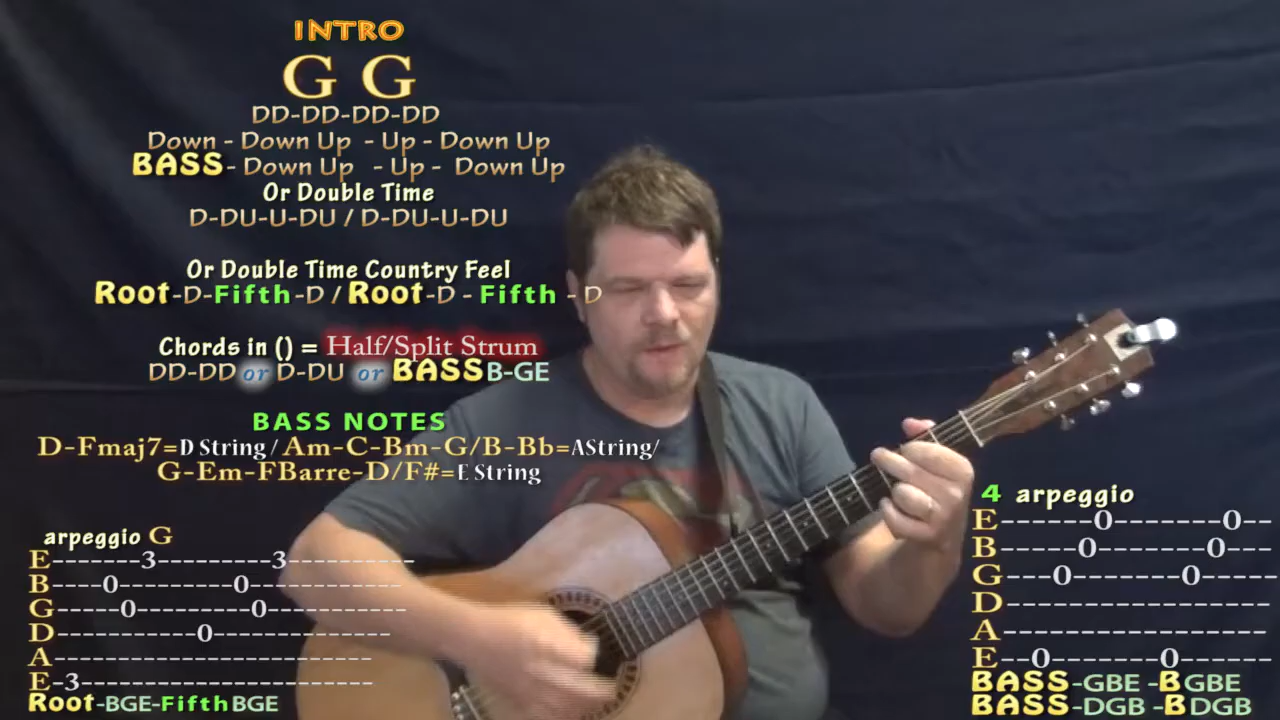 INTRO
G G
DD-DD-DD-DD
Down - Down Up - Up - Down Up
BASS - Down Up - Up - Down Up
Or Double Time
D-DU-U-DU / D-DU-U-DU
Or Double Time Country Feel
Root-D-Fifth-D / Root-D - Fifth - D
Chords in () = Half/Split Strum
DD-DD or D-DU or BASS B-GE
BASS NOTES
D-Fmaj7=D String / Am-C-Bm-G/B-Bb=AString/
G-Em-FBarre-D/F#=E String
arpeggio G
E-------3---------3----------
B----0----------0-------------
G-----0----------0------------
D-----------0----------------
A--------------------------
E-3-----------------------
Root-BGE-Fifth BGE
4 arpeggio
E-------0---------0---
B------0---------0----
G----0---------0------
D---------------------
A---------------------
E--0---------0--------
BASS-GBE -BGBE
BASS-DGB -BDGB